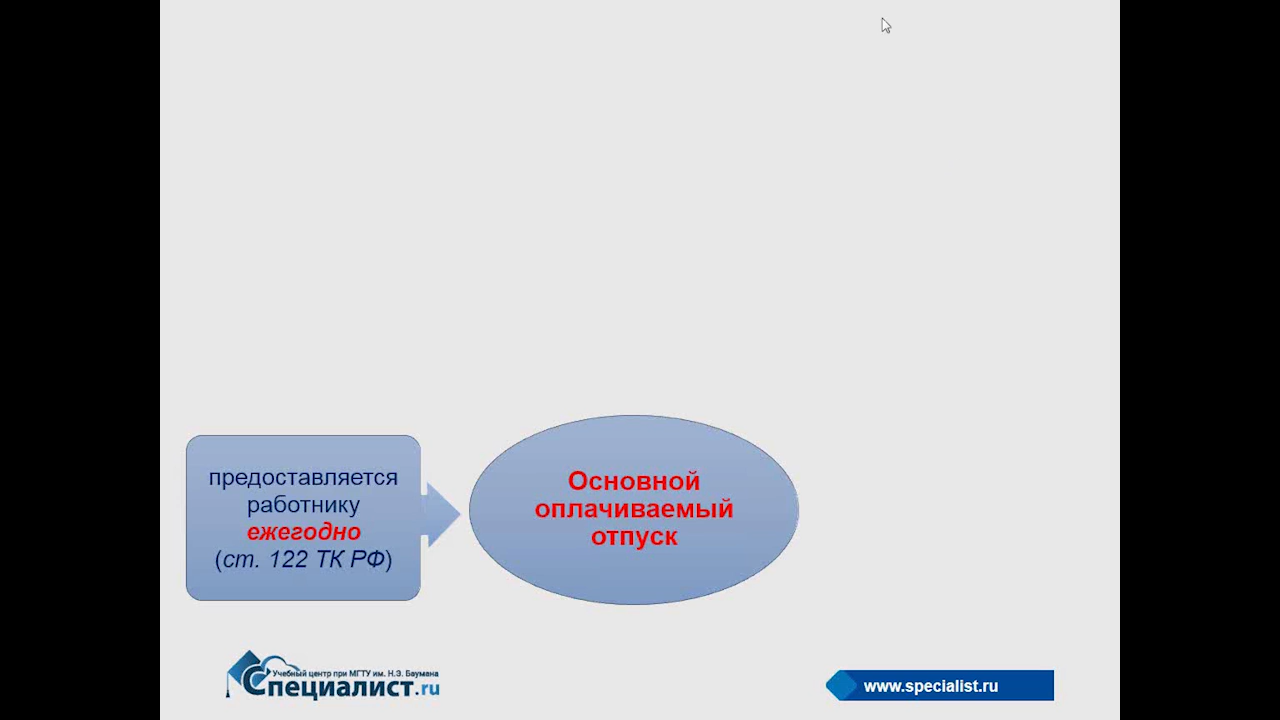 предоставляется
работнику
ежегодно
(ст. 122 ТК РФ)
Основной
оплачиваемый
отпуск
Учебный центр при МГТУ им. Н.Э. Баумана
Специалист.ru
www.specialist.ru